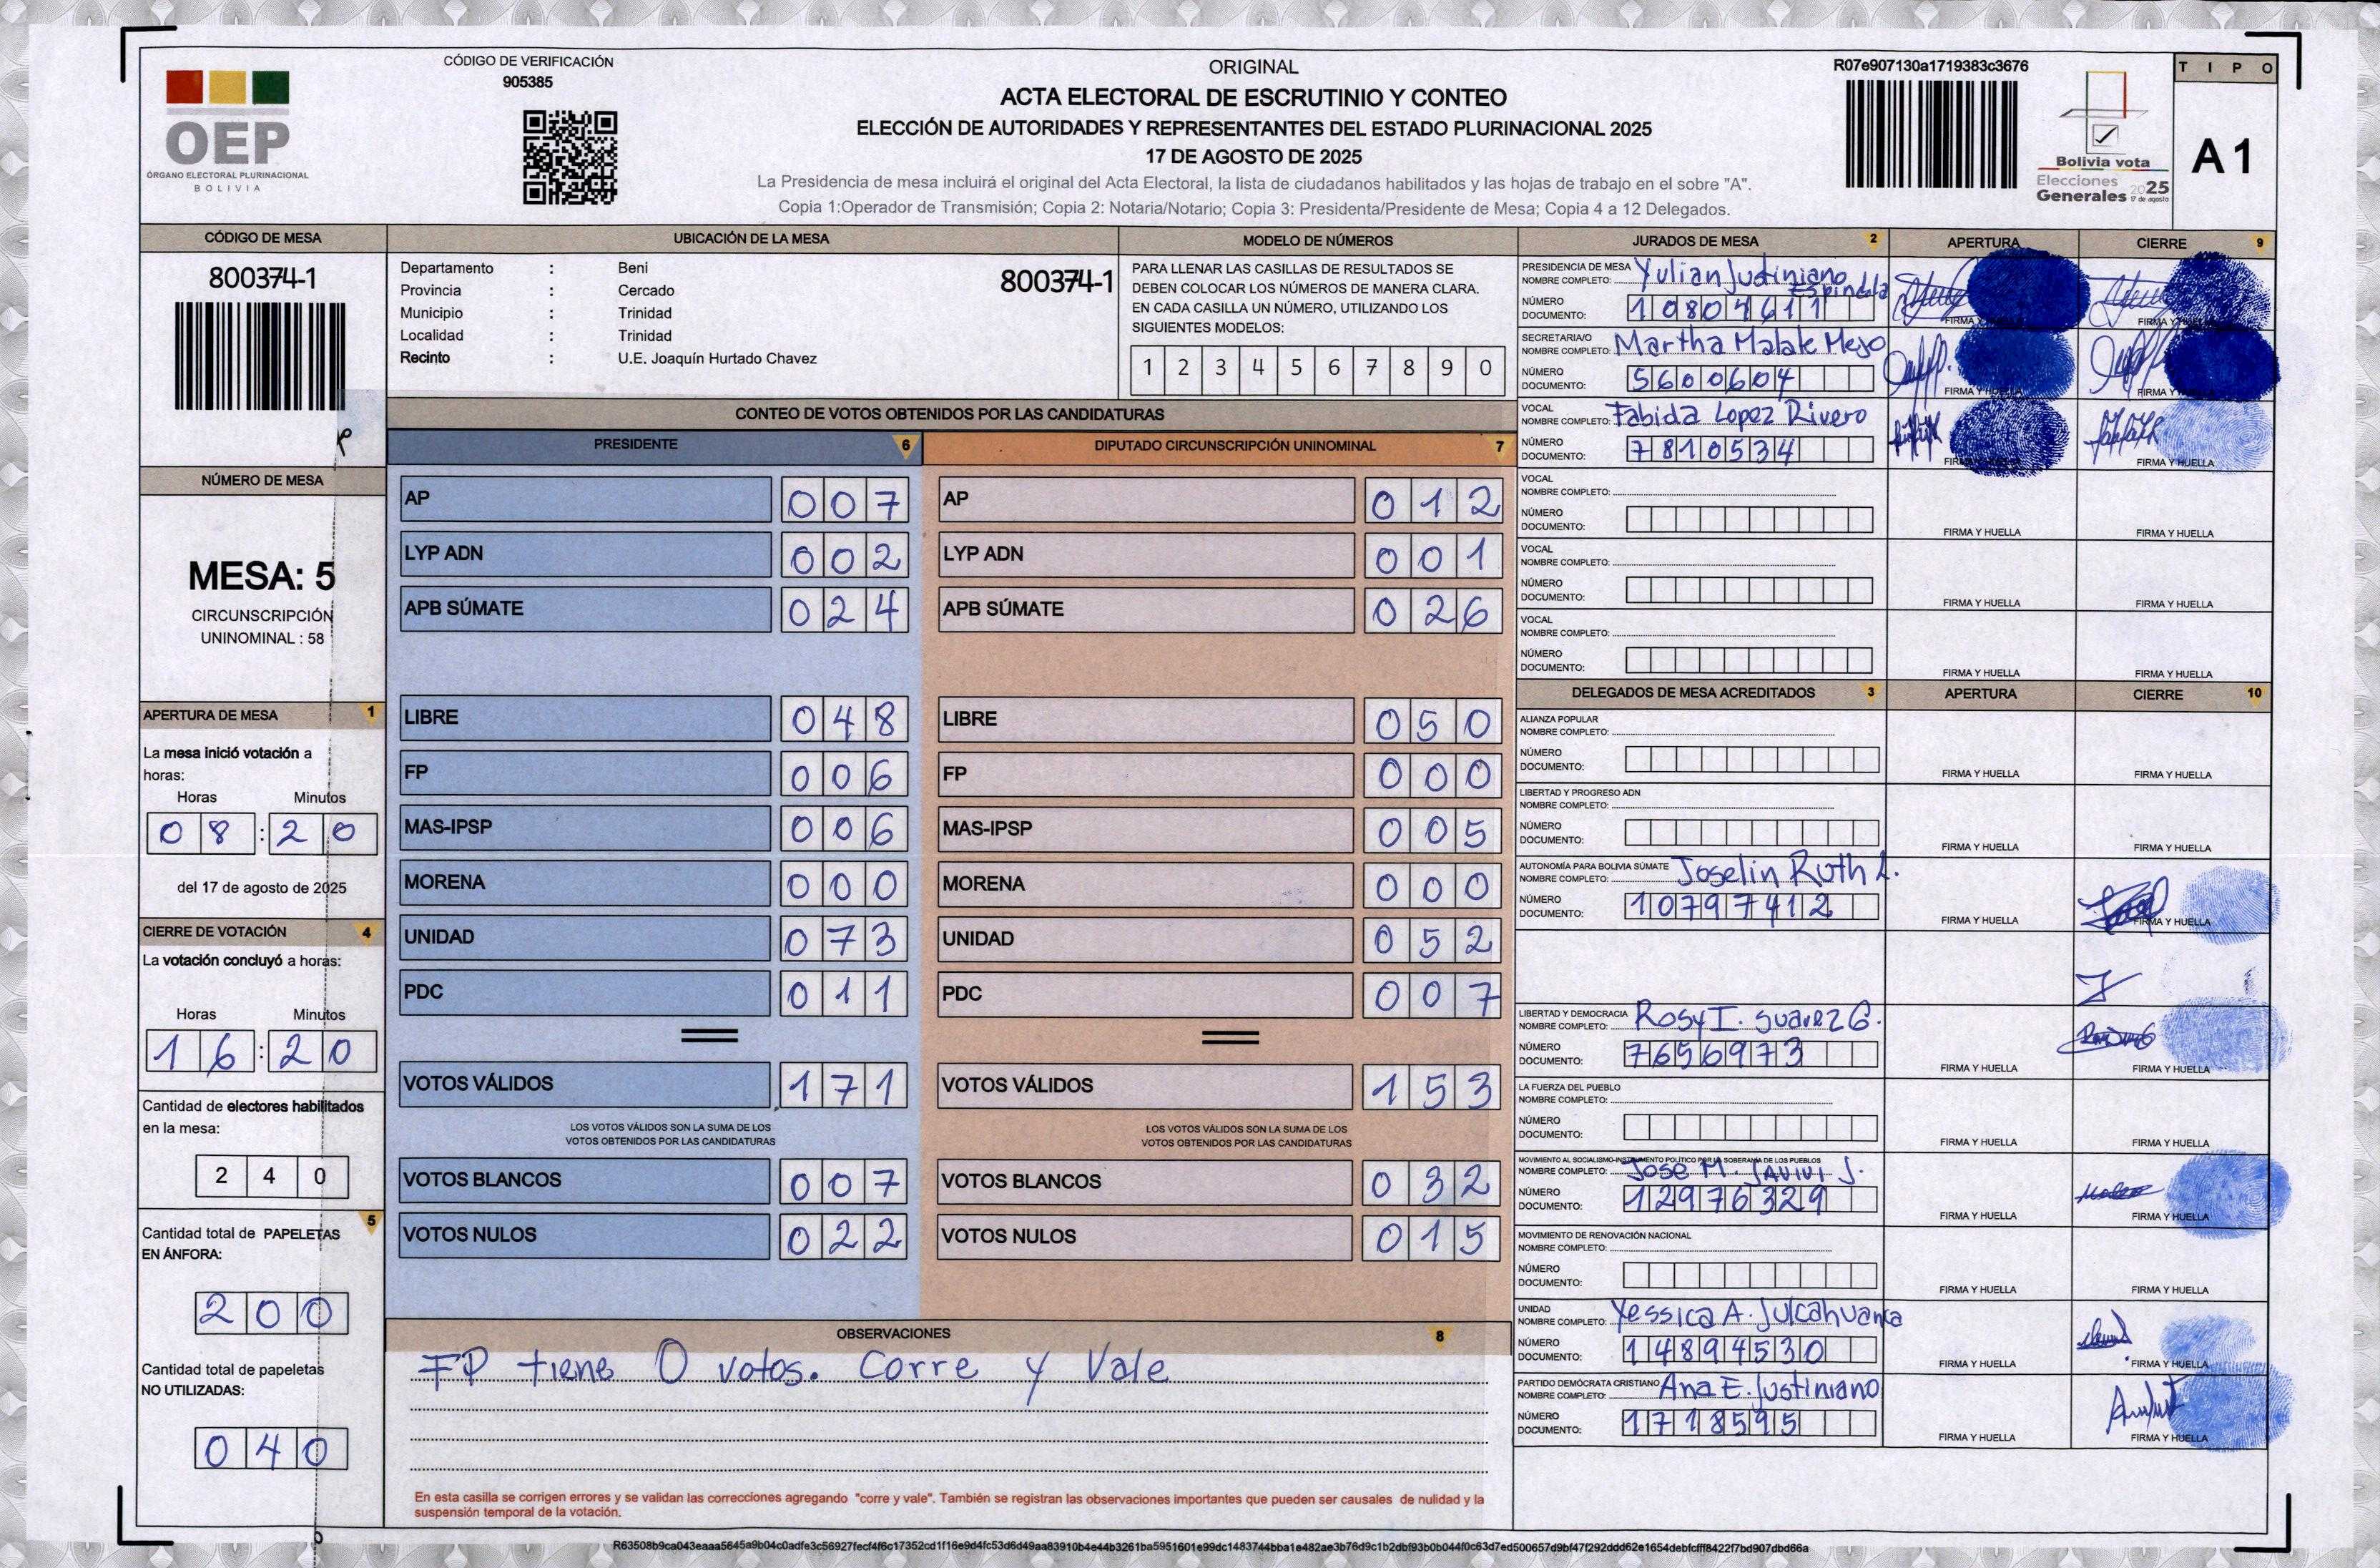 CÓDIGO DE VERIFICACIÓN
905385
OEP
ÓRGANO ELECTORAL PLURINACIONAL
BOLIVIA
ORIGINAL
ACTA ELECTORAL DE ESCRUTINIO Y CONTEO
ELECCIÓN DE AUTORIDADES Y REPRESENTANTES DEL ESTADO PLURINACIONAL 2025
17 DE AGOSTO DE 2025
La Presidencia de mesa incluirá el original del Acta Electoral, la lista de ciudadanos habilitados y las hojas de trabajo en el sobre "A".
Copia 1:Operador de Transmisión; Copia 2: Notaria/Notario; Copia 3: Presidenta/Presidente de Mesa; Copia 4 a 12 Delegados.
R07e907130a1719383c3676
Bolivia vota
Elecciones
Generales 2025
17 de agosto
TIPO
A 1
CÓDIGO DE MESA
800374-1
NÚMERO DE MESA
MESA: 5
CIRCUNSCRIPCIÓN
UNINOMINAL : 58
APERTURA DE MESA 1
La mesa inició votación a
horas:
Horas Minutos
08 : 20
del 17 de agosto de 2025
CIERRE DE VOTACIÓN 4
La votación concluyó a horas:
Horas Minutos
16 : 20
Cantidad de electores habilitados
en la mesa:
2 4 0
5
Cantidad total de PAPELETAS
EN ÁNFORA:
2 0 0
Cantidad total de papeletas
NO UTILIZADAS:
0 4 0
UBICACIÓN DE LA MESA
Departamento : Beni
Provincia : Cercado
Municipio : Trinidad
Localidad : Trinidad
Recinto : U.E. Joaquín Hurtado Chavez
800374-1
MODELO DE NÚMEROS
PARA LLENAR LAS CASILLAS DE RESULTADOS SE
DEBEN COLOCAR LOS NÚMEROS DE MANERA CLARA.
EN CADA CASILLA UN NÚMERO, UTILIZANDO LOS
SIGUIENTES MODELOS:
1 2 3 4 5 6 7 8 9 0
CONTEO DE VOTOS OBTENIDOS POR LAS CANDIDATURAS
PRESIDENTE 6
AP 007
LYP ADN 002
APB SÚMATE 024
LIBRE 048
FP 006
MAS-IPSP 006
MORENA 000
UNIDAD 073
PDC 011
VOTOS VÁLIDOS 171
LOS VOTOS VÁLIDOS SON LA SUMA DE LOS
VOTOS OBTENIDOS POR LAS CANDIDATURAS
VOTOS BLANCOS 007
VOTOS NULOS 022
DIPUTADO CIRCUNSCRIPCIÓN UNINOMINAL 7
AP 012
LYP ADN 001
APB SÚMATE 026
LIBRE 050
FP 000
MAS-IPSP 005
MORENA 000
UNIDAD 052
PDC 007
VOTOS VÁLIDOS 153
LOS VOTOS VÁLIDOS SON LA SUMA DE LOS
VOTOS OBTENIDOS POR LAS CANDIDATURAS
VOTOS BLANCOS 032
VOTOS NULOS 015
OBSERVACIONES 8
FP tiene 0 votos. Corre y Vale
En esta casilla se corrigen errores y se validan las correcciones agregando "corre y vale". También se registran las observaciones importantes que pueden ser causales de nulidad y la
suspensión temporal de la votación.
JURADOS DE MESA 2 APERTURA CIERRE 9
PRESIDENCIA DE MESA
NOMBRE COMPLETO: Yulian Justiniano Espindola
NÚMERO
DOCUMENTO: 10804611
FIRMA Y HUELLA
SECRETARIA/O
NOMBRE COMPLETO: Martha Malale Mejo
NÚMERO
DOCUMENTO: 5600604
FIRMA Y HUELLA FIRMA Y HUELLA
VOCAL
NOMBRE COMPLETO: Fabida Lopez Rivero
NÚMERO
DOCUMENTO: 7810534
FIRMA Y HUELLA FIRMA Y HUELLA
VOCAL
NOMBRE COMPLETO:
NÚMERO
DOCUMENTO:
FIRMA Y HUELLA FIRMA Y HUELLA
VOCAL
NOMBRE COMPLETO:
NÚMERO
DOCUMENTO:
FIRMA Y HUELLA FIRMA Y HUELLA
VOCAL
NOMBRE COMPLETO:
NÚMERO
DOCUMENTO:
FIRMA Y HUELLA FIRMA Y HUELLA
DELEGADOS DE MESA ACREDITADOS 3 APERTURA CIERRE 10
ALIANZA POPULAR
NOMBRE COMPLETO:
NÚMERO
DOCUMENTO:
FIRMA Y HUELLA FIRMA Y HUELLA
LIBERTAD Y PROGRESO ADN
NOMBRE COMPLETO:
NÚMERO
DOCUMENTO:
FIRMA Y HUELLA FIRMA Y HUELLA
AUTONOMÍA PARA BOLIVIA SÚMATE
NOMBRE COMPLETO: Joselin Ruth L.
NÚMERO
DOCUMENTO: 10797412
FIRMA Y HUELLA FIRMA Y HUELLA
LIBERTAD Y DEMOCRACIA
NOMBRE COMPLETO: Rosy I. Suarez G.
NÚMERO
DOCUMENTO: 7656973
FIRMA Y HUELLA FIRMA Y HUELLA
LA FUERZA DEL PUEBLO
NOMBRE COMPLETO:
NÚMERO
DOCUMENTO:
FIRMA Y HUELLA FIRMA Y HUELLA
MOVIMIENTO AL SOCIALISMO-INSTRUMENTO POLÍTICO POR LA SOBERANÍA DE LOS PUEBLOS
NOMBRE COMPLETO: Jose M. J.
NÚMERO
DOCUMENTO: 12976329
FIRMA Y HUELLA FIRMA Y HUELLA
MOVIMIENTO DE RENOVACIÓN NACIONAL
NOMBRE COMPLETO:
NÚMERO
DOCUMENTO:
FIRMA Y HUELLA FIRMA Y HUELLA
UNIDAD
NOMBRE COMPLETO: Yessica A. Julcahuanca
NÚMERO
DOCUMENTO: 14894530
FIRMA Y HUELLA FIRMA Y HUELLA
PARTIDO DEMÓCRATA CRISTIANO
NOMBRE COMPLETO: Ana E. Justiniano
NÚMERO
DOCUMENTO: 1718595
FIRMA Y HUELLA FIRMA Y HUELLA